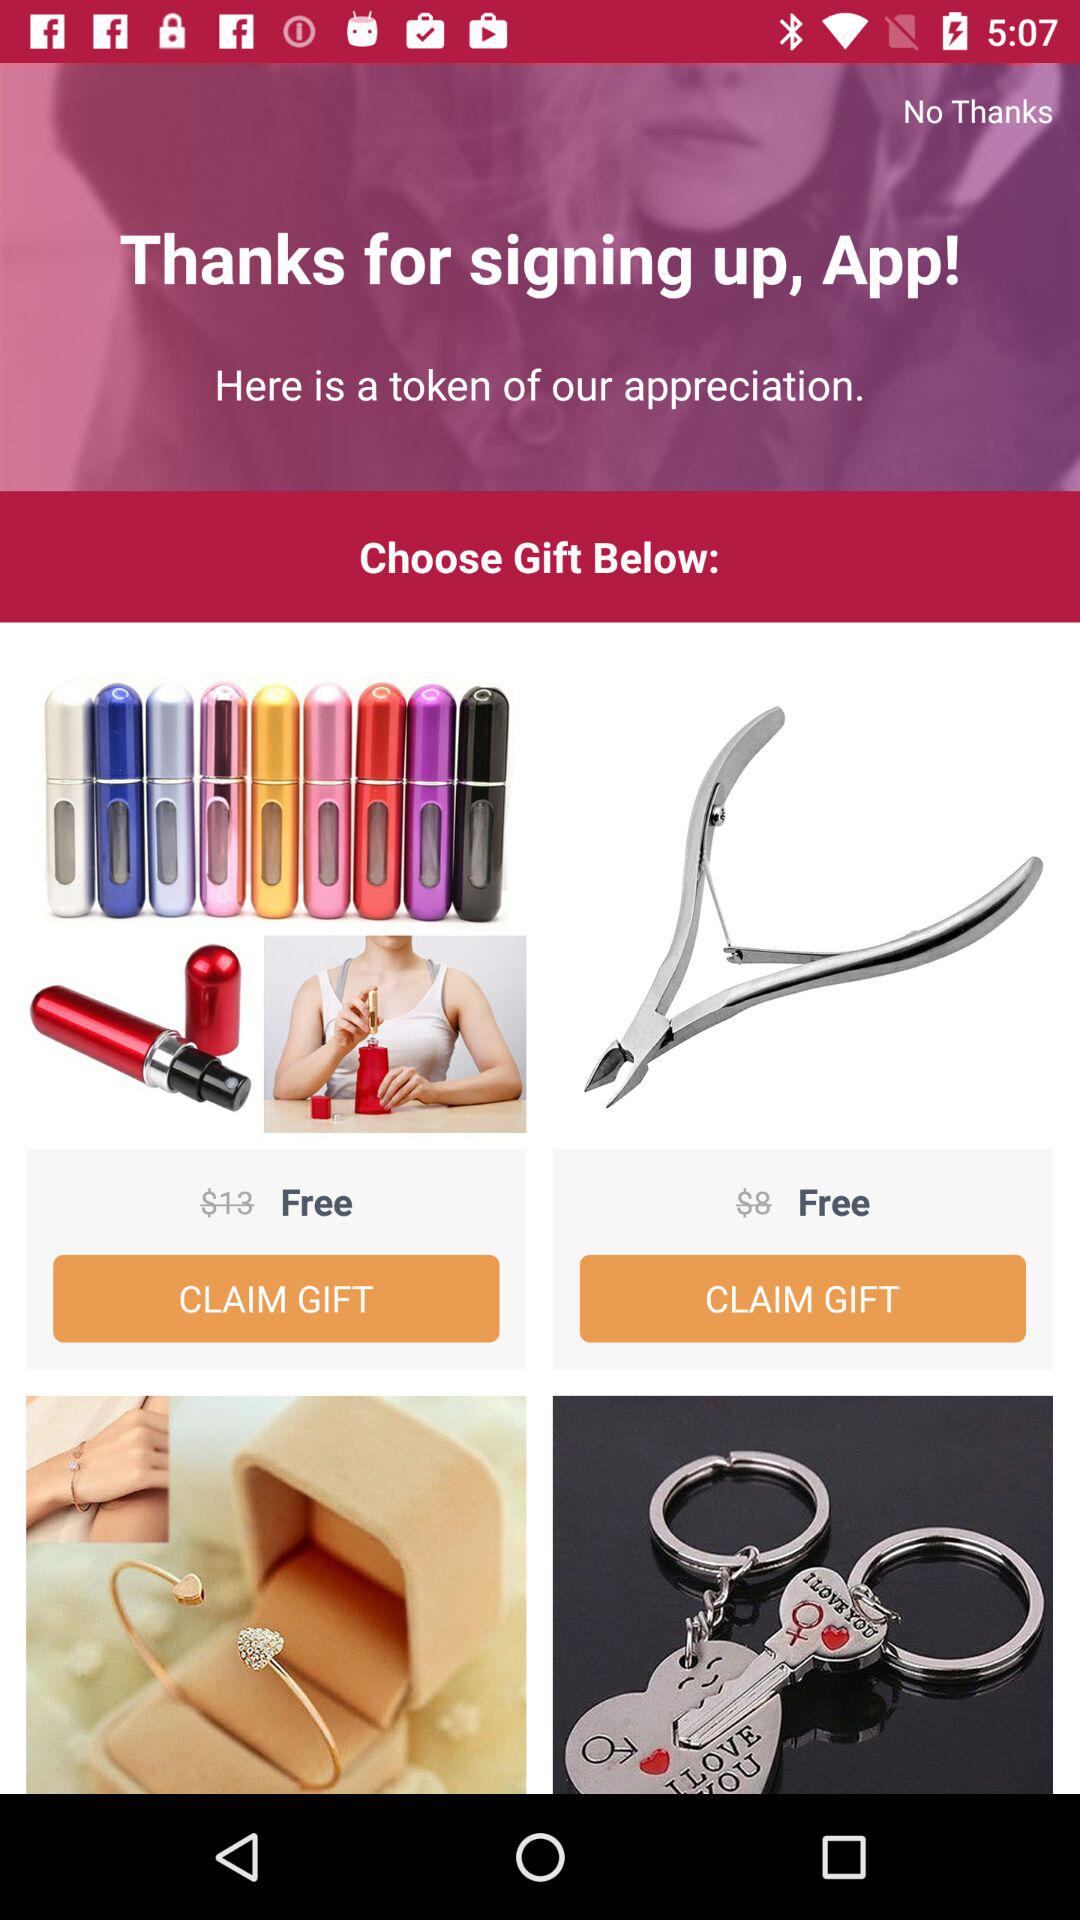 5:07
No Thanks
Thanks for signing up, App!
Here is a token of our appreciation.
Choose Gift Below:
$13 Free
$8 Free
CLAIM GIFT
CLAIM GIFT
I LOVE YOU
I LOVE
YOU